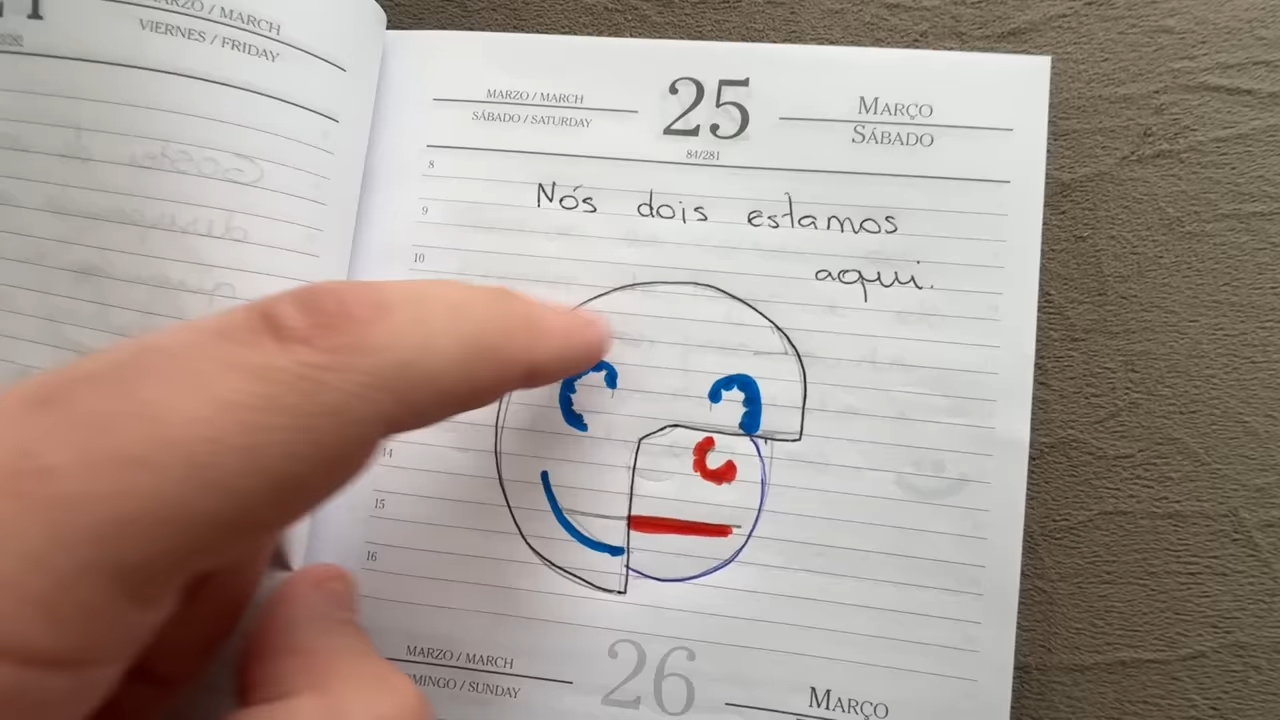 MARZO / MARCH
VIERNES / FRIDAY
MARZO / MARCH
SÁBADO / SATURDAY
25
84/281
MARÇO
SÁBADO
8
Nós dois estamos
9
aqui.
10
14
15
16
MARZO / MARCH
DOMINGO / SUNDAY
26
MARÇO